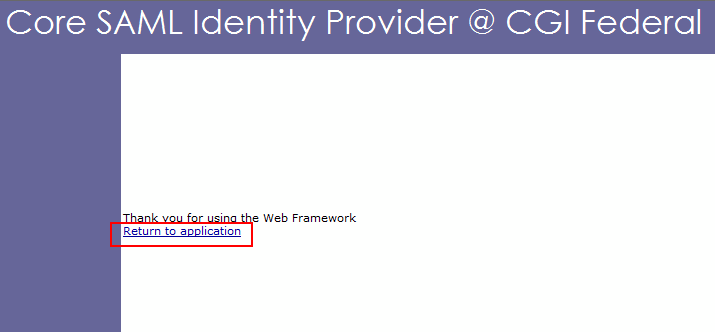 Core SAML Identity Provider @ CGI Federal
Thank you for using the Web Framework
Return to application